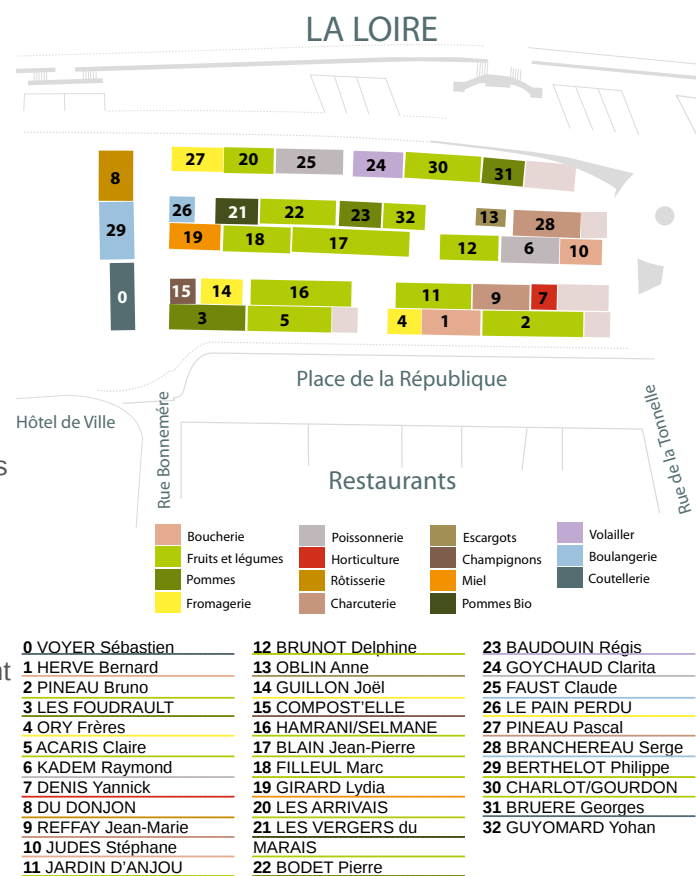 LA LOIRE
27 20 25 24 30 31
8
26 21 22 23 32 13 28
29
19 18 17 12 6 10
0
15 14 16 11 9 7
3 5 4 1 2
Place de la République
Hôtel de Ville
Rue Bonnemére
Rue de la Tonnelle
Restaurants
s
Boucherie
Fruits et légumes
Pommes
Fromagerie
Poissonnerie
Horticulture
Rôtisserie
Charcuterie
Escargots
Champignons
Miel
Pommes Bio
Volailler
Boulangerie
Coutellerie
nt
0 VOYER Sébastien
1 HERVE Bernard
2 PINEAU Bruno
3 LES FOUDRAULT
4 ORY Frères
5 ACARIS Claire
6 KADEM Raymond
7 DENIS Yannick
8 DU DONJON
9 REFFAY Jean-Marie
10 JUDES Stéphane
11 JARDIN D’ANJOU
12 BRUNOT Delphine
13 OBLIN Anne
14 GUILLON Joël
15 COMPOST’ELLE
16 HAMRANI/SELMANE
17 BLAIN Jean-Pierre
18 FILLEUL Marc
19 GIRARD Lydia
20 LES ARRIVAIS
21 LES VERGERS du
MARAIS
22 BODET Pierre
23 BAUDOUIN Régis
24 GOYCHAUD Clarita
25 FAUST Claude
26 LE PAIN PERDU
27 PINEAU Pascal
28 BRANCHEREAU Serge
29 BERTHELOT Philippe
30 CHARLOT/GOURDON
31 BRUERE Georges
32 GUYOMARD Yohan